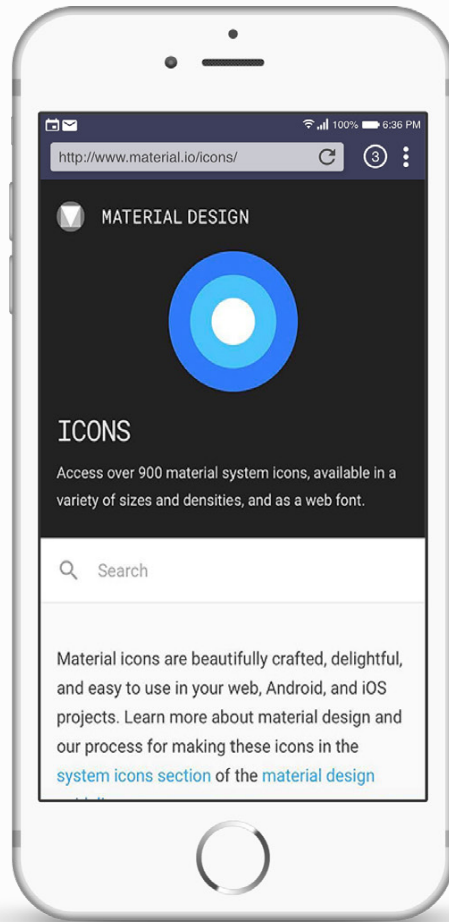 100% 6:36 PM
http://www.material.io/icons/
3
MATERIAL DESIGN
ICONS
Access over 900 material system icons, available in a
variety of sizes and densities, and as a web font.
Search
Material icons are beautifully crafted, delightful,
and easy to use in your web, Android, and iOS
projects. Learn more about material design and
our process for making these icons in the
system icons section of the material design